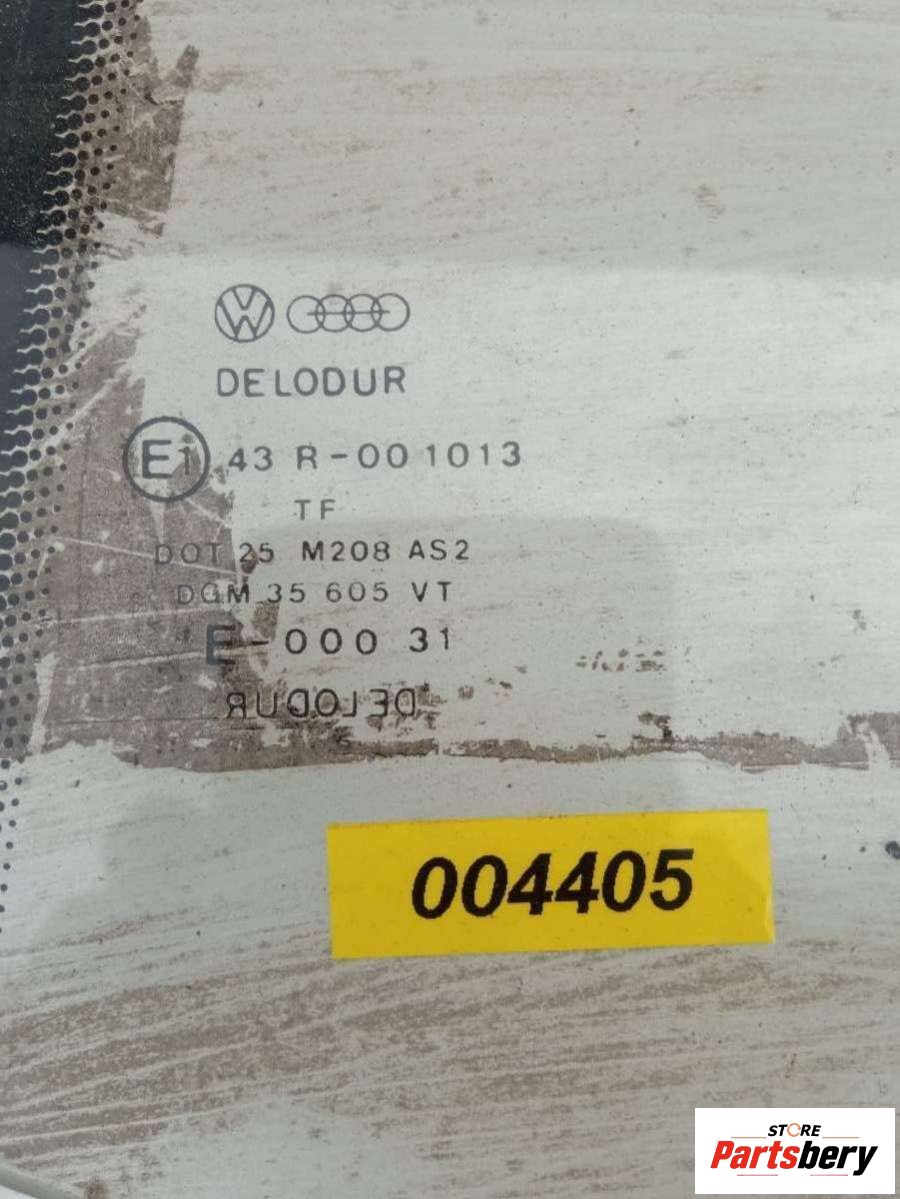 DELODUR
E1 43 R-001013
TF
DOT 25 M208 AS2
DGM 35 605 VT
E-000 31
DELODUR
004405
STORE
Partsbery